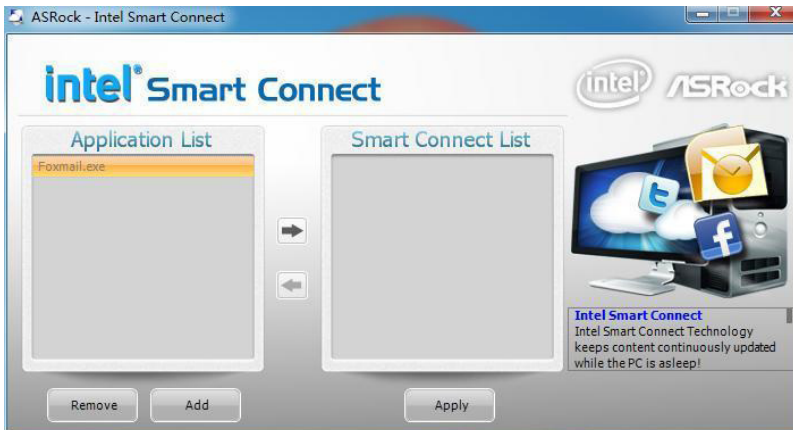 ASRock - Intel Smart Connect
intel® Smart Connect
intel ASRock
Application List
Foxmail.exe
Smart Connect List
Intel Smart Connect
Intel Smart Connect Technology
keeps content continuously updated
while the PC is asleep!
Remove Add
Apply